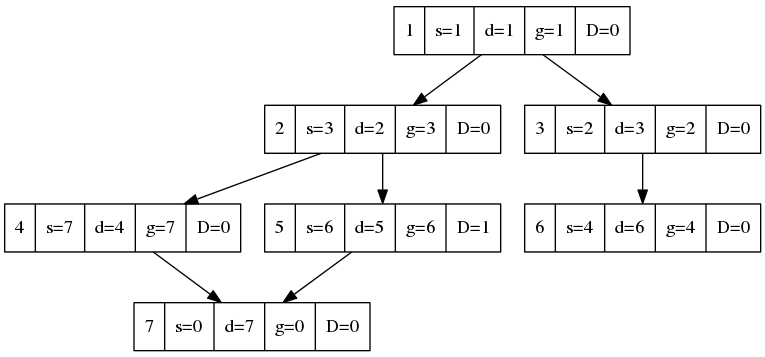 1 s=1 d=1 g=1 D=0
2 s=3 d=2 g=3 D=0
3 s=2 d=3 g=2 D=0
4 s=7 d=4 g=7 D=0
5 s=6 d=5 g=6 D=1
6 s=4 d=6 g=4 D=0
7 s=0 d=7 g=0 D=0